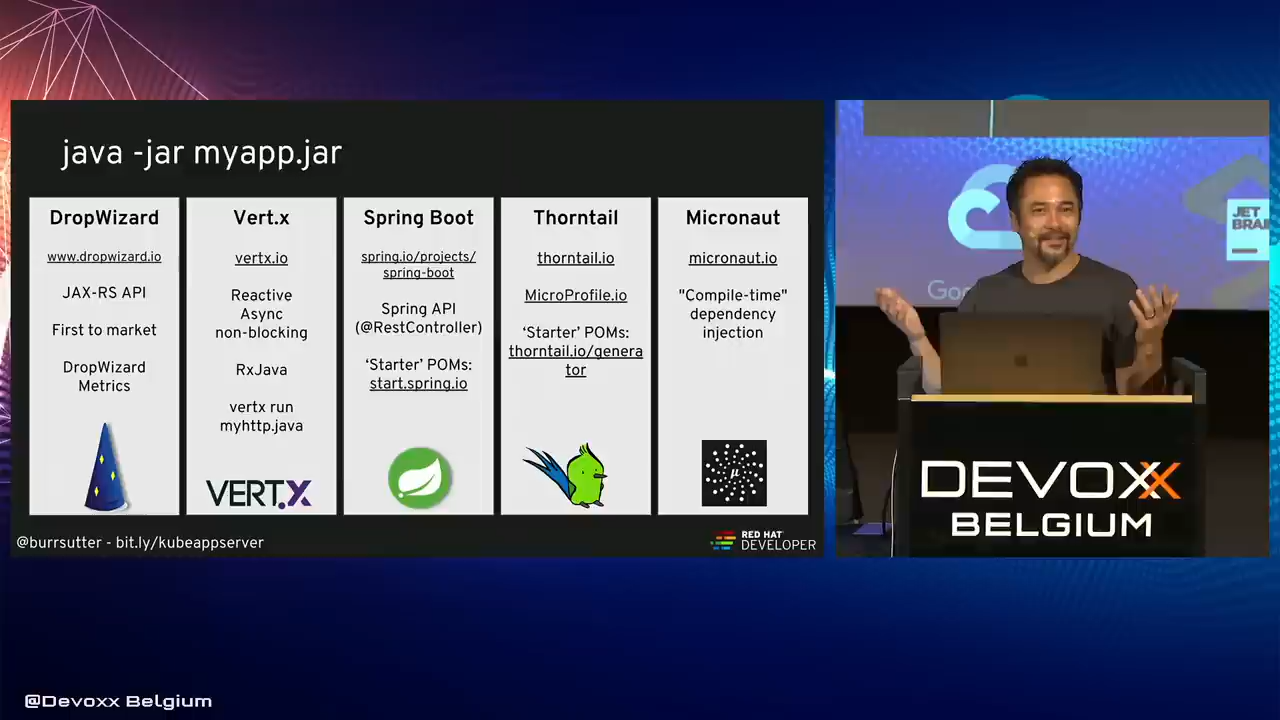 java -jar myapp.jar
DropWizard
www.dropwizard.io
JAX-RS API
First to market
DropWizard
Metrics
Vert.x
vertx.io
Reactive
Async
non-blocking
RxJava
vertx run
myhttp.java
VERT.X
Spring Boot
spring.io/projects/
spring-boot
Spring API
(@RestController)
‘Starter’ POMs:
start.spring.io
Thorntail
thorntail.io
MicroProfile.io
‘Starter’ POMs:
thorntail.io/genera
tor
Micronaut
micronaut.io
"Compile-time"
dependency
injection
μ
@burrsutter - bit.ly/kubeappserver
RED HAT
DEVELOPER
Goo
JET
BRAI
DEVOXX
BELGIUM
@Devoxx Belgium